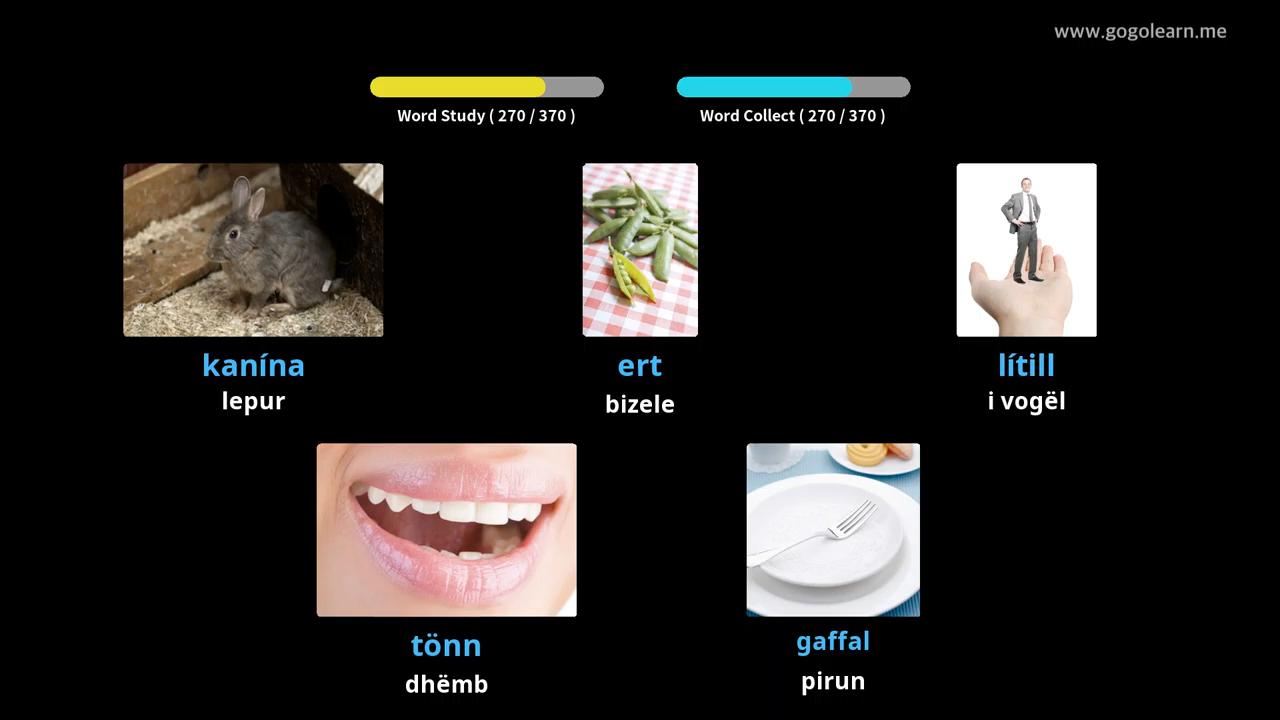 www.gogolearn.me
Word Study ( 270 / 370 )
Word Collect ( 270 / 370 )
kanína
lepur
ert
bizele
lítill
i vogël
tönn
dhëmb
gaffal
pirun